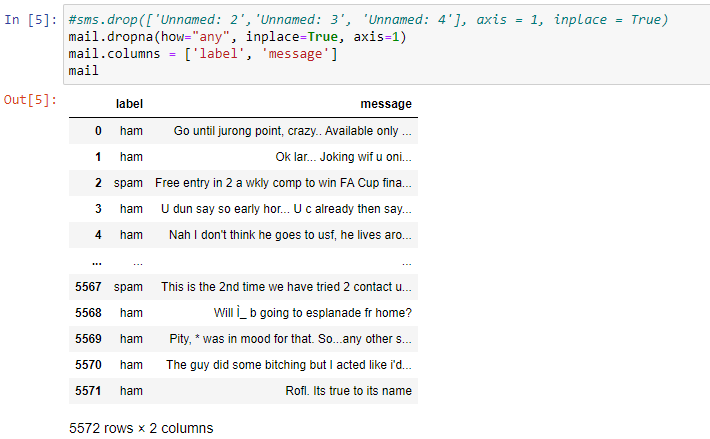 In [5]: #sms.drop(['Unnamed: 2','Unnamed: 3', 'Unnamed: 4'], axis = 1, inplace = True)
mail.dropna(how="any", inplace=True, axis=1)
mail.columns = ['label', 'message']
mail
Out[5]:
label message
0 ham Go until jurong point, crazy.. Available only ...
1 ham Ok lar... Joking wif u oni...
2 spam Free entry in 2 a wkly comp to win FA Cup fina...
3 ham U dun say so early hor... U c already then say...
4 ham Nah I don't think he goes to usf, he lives aro...
... ... ...
5567 spam This is the 2nd time we have tried 2 contact u...
5568 ham Will Ì_ b going to esplanade fr home?
5569 ham Pity, * was in mood for that. So...any other s...
5570 ham The guy did some bitching but I acted like i'd...
5571 ham Rofl. Its true to its name
5572 rows × 2 columns